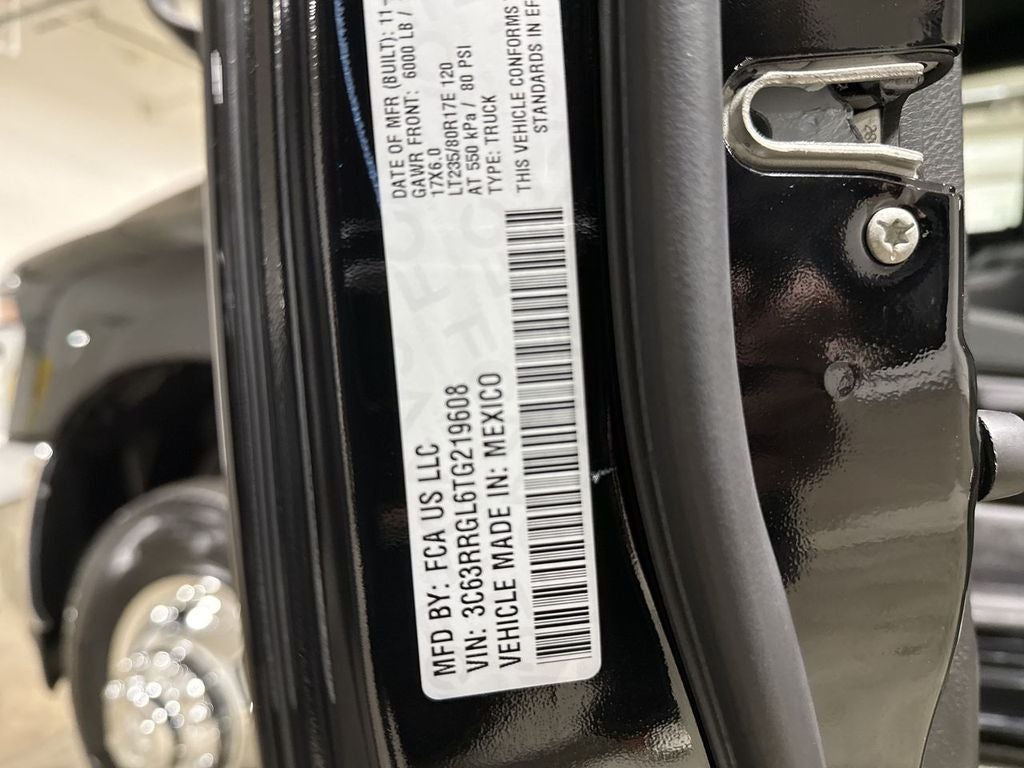 MFD BY: FCA US LLC
VIN: 3C63RRGL6TG219608
VEHICLE MADE IN: MEXICO
DATE OF MFR (BUILT): 11-
GAWR FRONT: 6000 LB /
17X6.0
LT235/80R17E 120
AT 550 kPa / 80 PSI
TYPE: TRUCK
THIS VEHICLE CONFORMS
STANDARDS IN EF